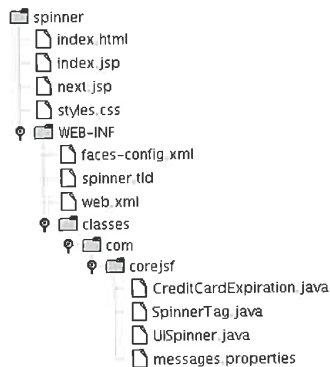 spinner
index.html
index.jsp
next.jsp
styles.css
WEB-INF
faces-config.xml
spinner.tld
web.xml
classes
com
corejsf
CreditCardExpiration.java
SpinnerTag.java
UISpinner.java
messages.properties